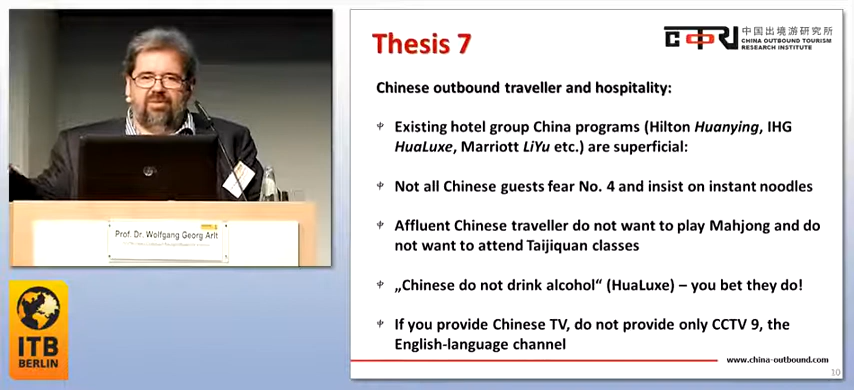 Thesis 7
中国出境游研究所
CHINA OUTBOUND TOURISM
RESEARCH INSTITUTE
Chinese outbound traveller and hospitality:
Existing hotel group China programs (Hilton Huanying, IHG
HuaLuxe, Marriott LiYu etc.) are superficial:
Not all Chinese guests fear No. 4 and insist on instant noodles
Affluent Chinese traveller do not want to play Mahjong and do
not want to attend Taijiquan classes
„Chinese do not drink alcohol“ (HuaLuxe) – you bet they do!
If you provide Chinese TV, do not provide only CCTV 9, the
English-language channel
www.china-outbound.com
10
Prof. Dr. Wolfgang Georg Arlt
ITB
BERLIN